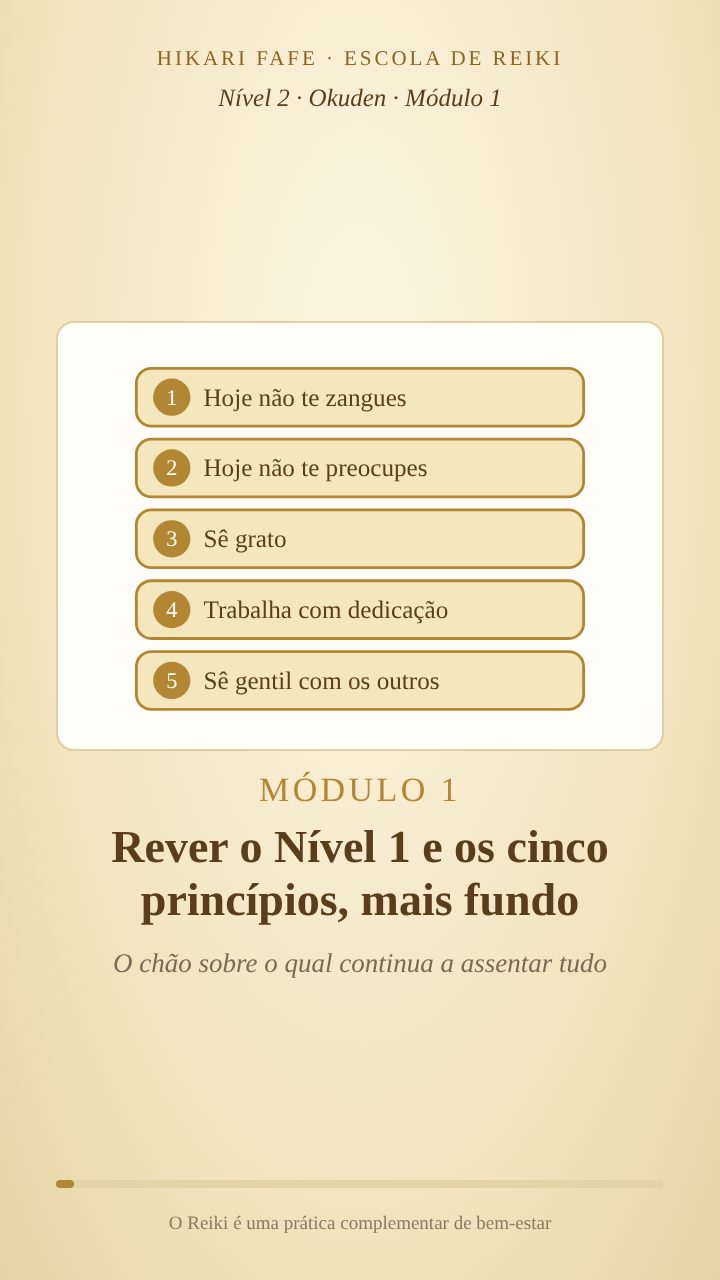 HIKARI FAFE · ESCOLA DE REIKI
Nível 2 · Okuden · Módulo 1
1 Hoje não te zangues
2 Hoje não te preocupes
3 Sê grato
4 Trabalha com dedicação
5 Sê gentil com os outros
MÓDULO 1
Rever o Nível 1 e os cinco
princípios, mais fundo
O chão sobre o qual continua a assentar tudo
O Reiki é uma prática complementar de bem-estar